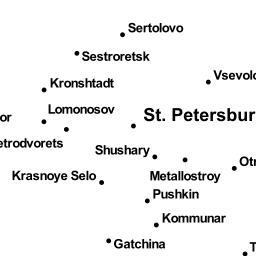 Sertolovo
Sestroretsk
Vsevolo
Kronshtadt
Lomonosov
or
St. Petersbur
etrodvorets
Shushary
Otr
Krasnoye Selo
Metallostroy
Pushkin
Kommunar
Gatchina
T